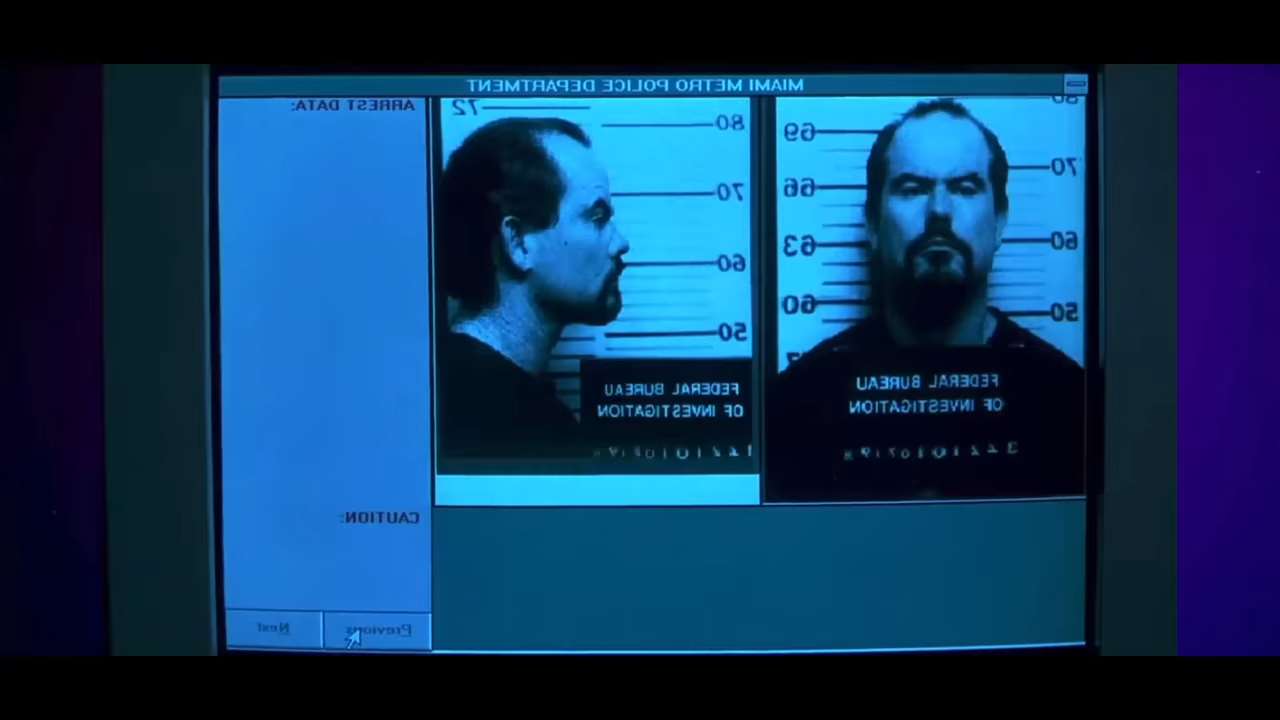 MIAMI METRO POLICE DEPARTMENT
80
69
70
66
63
60
60
50
FEDERAL BUREAU
OF INVESTIGATION
72
80
70
60
50
FEDERAL BUREAU
OF INVESTIGATION
ARREST DATA:
CAUTION:
Previous
Next